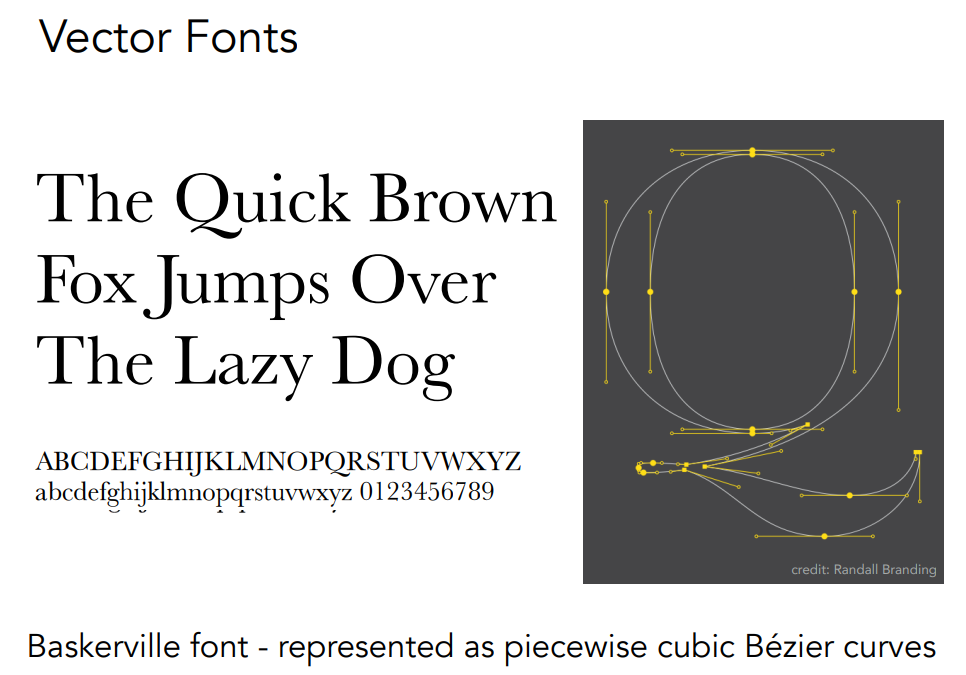 Vector Fonts
The Quick Brown
Fox Jumps Over
The Lazy Dog
ABCDEFGHIJKLMNOPQRSTUVWXYZ
abcdefghijklmnopqrstuvwxyz 0123456789
credit: Randall Branding
Baskerville font - represented as piecewise cubic Bézier curves